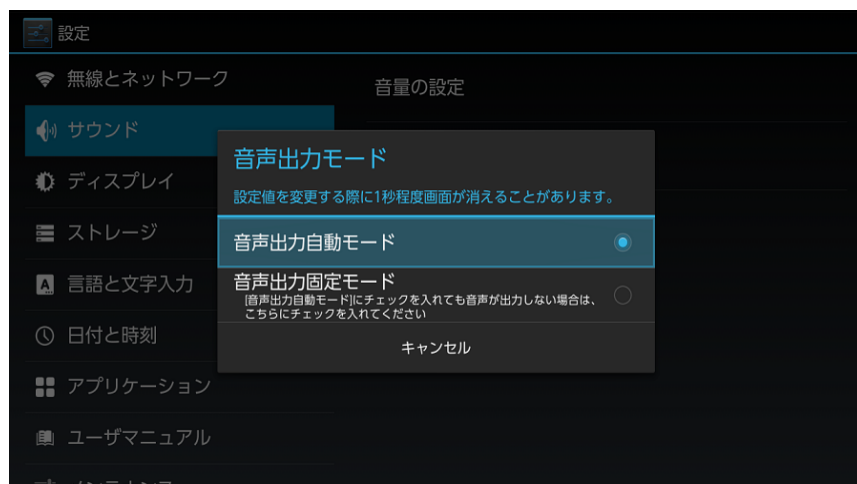 設定
無線とネットワーク
サウンド
ディスプレイ
ストレージ
言語と文字入力
日付と時刻
アプリケーション
ユーザマニュアル
音量の設定
音声出力モード
設定値を変更する際に1秒程度画面が消えることがあります。
音声出力自動モード
音声出力固定モード
[音声出力自動モード]にチェックを入れても音声が出力しない場合は、
こちらにチェックを入れてください
キャンセル